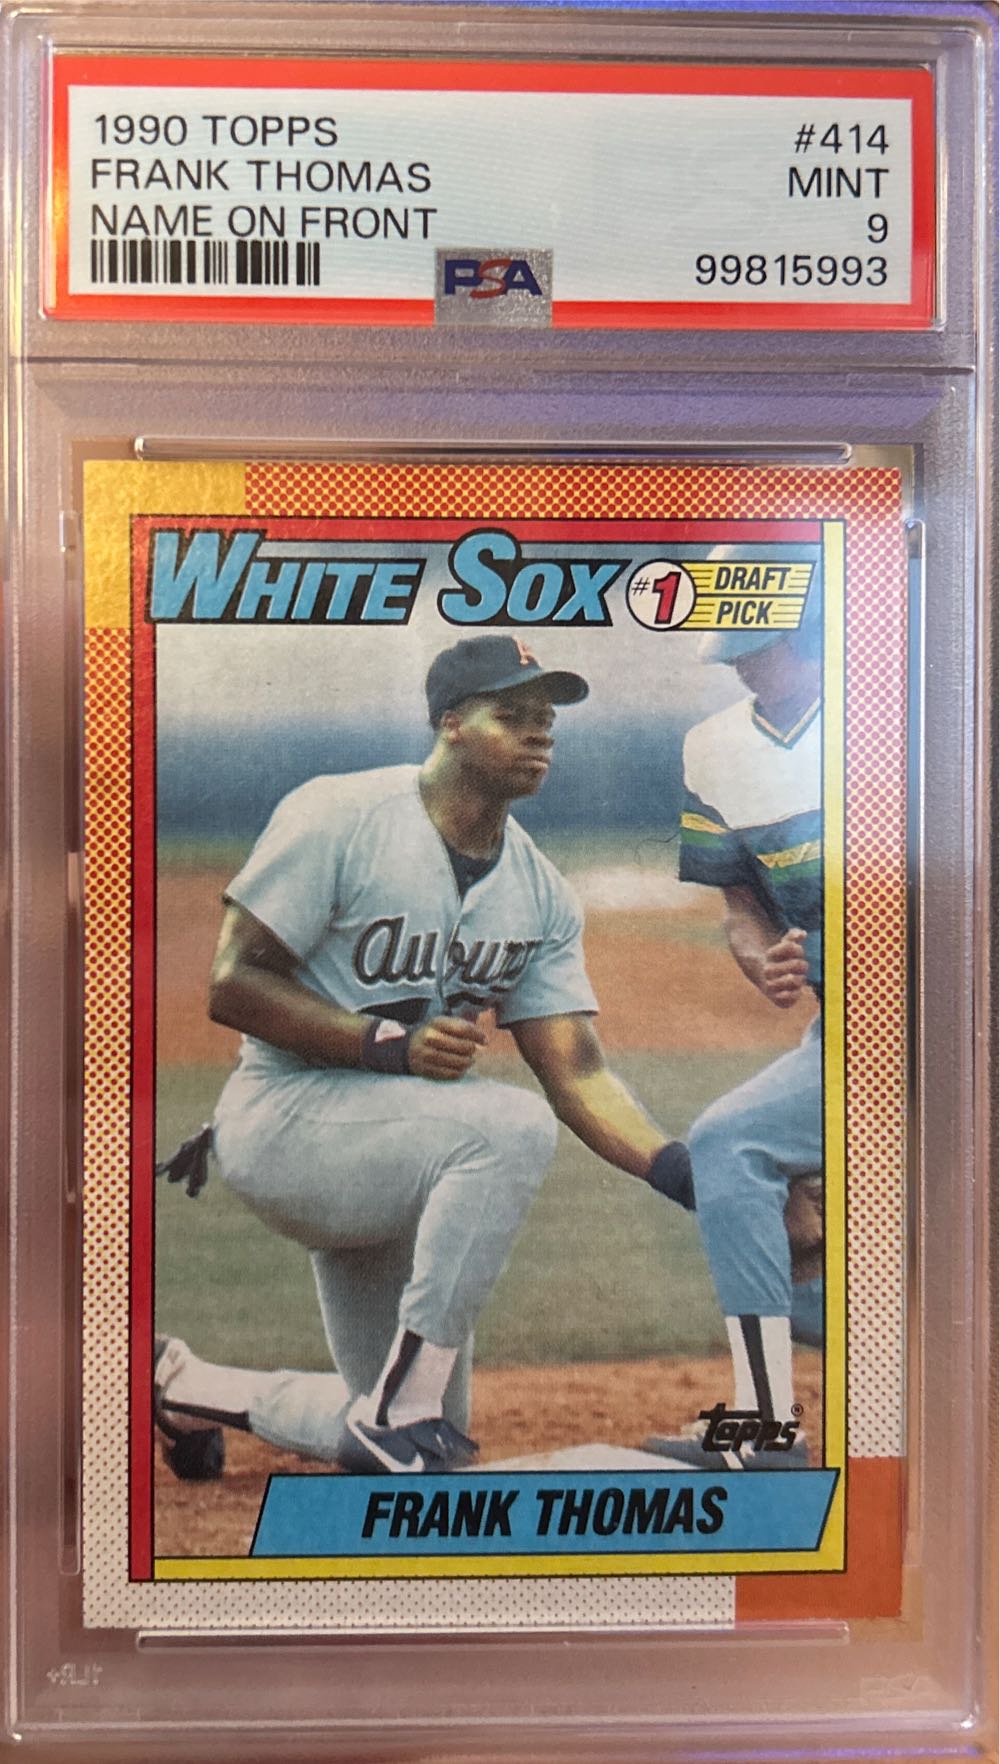 1990 TOPPS
#414
FRANK THOMAS
MINT
NAME ON FRONT
9
PSA
99815993
WHITE SOX
#1 DRAFT PICK
Auburn
topps®
FRANK THOMAS
PSA